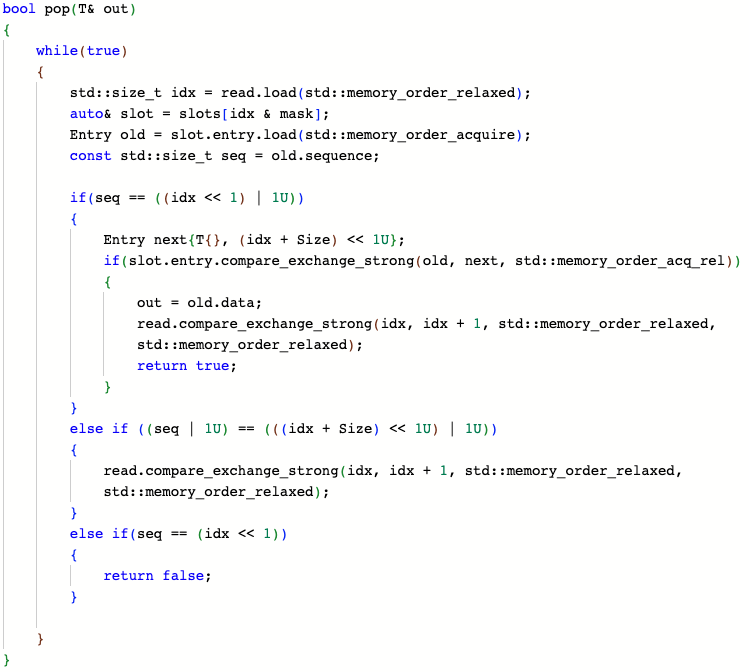 bool pop(T& out)
{
    while(true)
    {
        std::size_t idx = read.load(std::memory_order_relaxed);
        auto& slot = slots[idx & mask];
        Entry old = slot.entry.load(std::memory_order_acquire);
        const std::size_t seq = old.sequence;

        if(seq == ((idx << 1) | 1U))
        {
            Entry next{T{}, (idx + Size) << 1U};
            if(slot.entry.compare_exchange_strong(old, next, std::memory_order_acq_rel))
            {
                out = old.data;
                read.compare_exchange_strong(idx, idx + 1, std::memory_order_relaxed,
                std::memory_order_relaxed);
                return true;
            }
        }
        else if ((seq | 1U) == (((idx + Size) << 1U) | 1U))
        {
            read.compare_exchange_strong(idx, idx + 1, std::memory_order_relaxed,
            std::memory_order_relaxed);
        }
        else if(seq == (idx << 1))
        {
            return false;
        }

    }
}